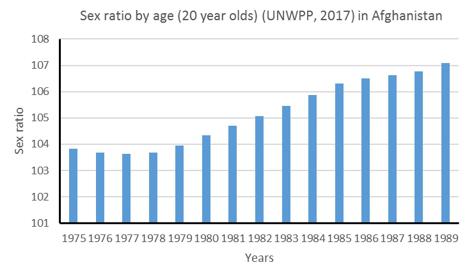 Sex ratio by age (20 year olds) (UNWPP, 2017) in Afghanistan
108
107
106
105
104
103
102
101
Sex ratio
1975 1976 1977 1978 1979 1980 1981 1982 1983 1984 1985 1986 1987 1988 1989
Years